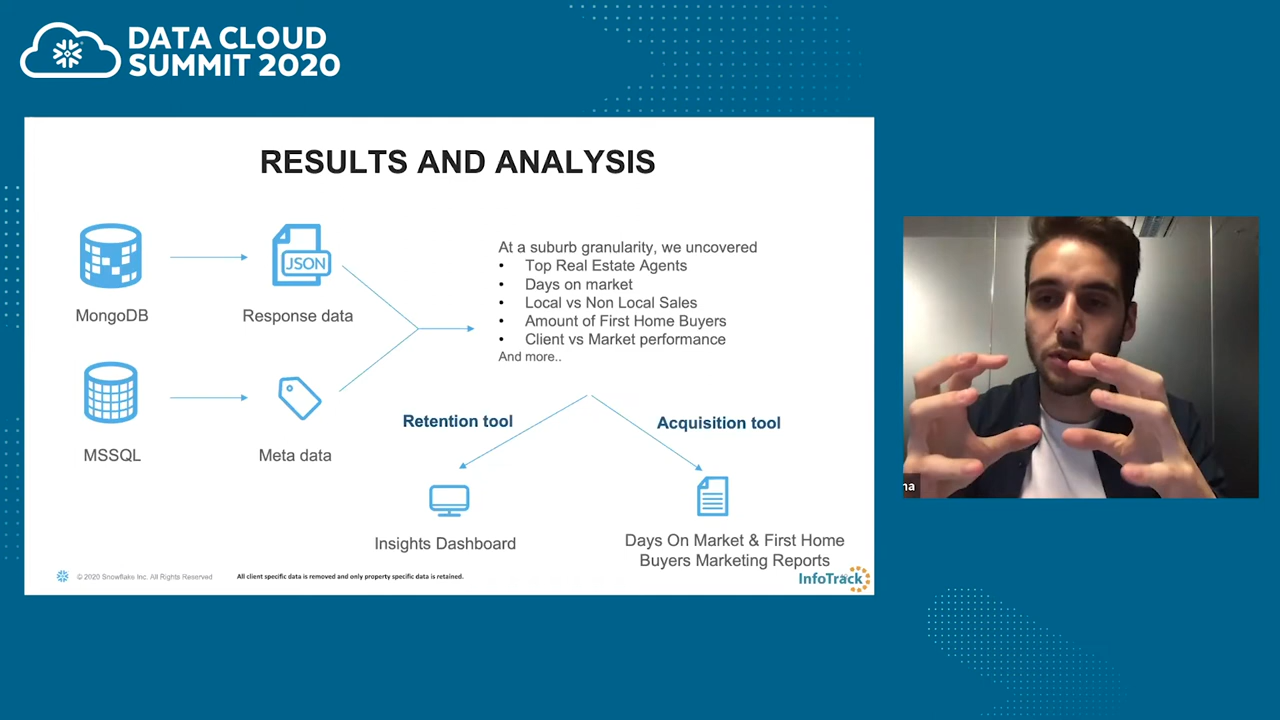 DATA CLOUD
SUMMIT 2020
RESULTS AND ANALYSIS
MongoDB
JSON
Response data
MSSQL
Meta data
At a suburb granularity, we uncovered
• Top Real Estate Agents
• Days on market
• Local vs Non Local Sales
• Amount of First Home Buyers
• Client vs Market performance
And more..
Retention tool
Acquisition tool
Insights Dashboard
Days On Market & First Home
Buyers Marketing Reports
© 2020 Snowflake Inc. All Rights Reserved
All client specific data is removed and only property specific data is retained.
InfoTrack
na